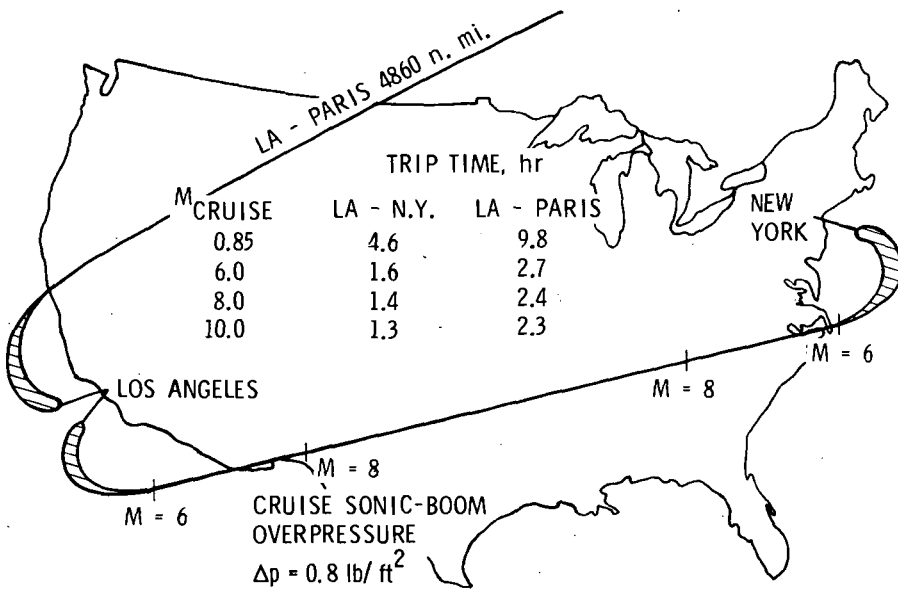 LA - PARIS 4860 n. mi.
TRIP TIME, hr
M CRUISE LA - N.Y. LA - PARIS
0.85 4.6 9.8
6.0 1.6 2.7
8.0 1.4 2.4
10.0 1.3 2.3
NEW
YORK
M = 6
M = 8
LOS ANGELES
M = 8
M = 6
CRUISE SONIC-BOOM
OVERPRESSURE
Δp = 0.8 lb/ft²